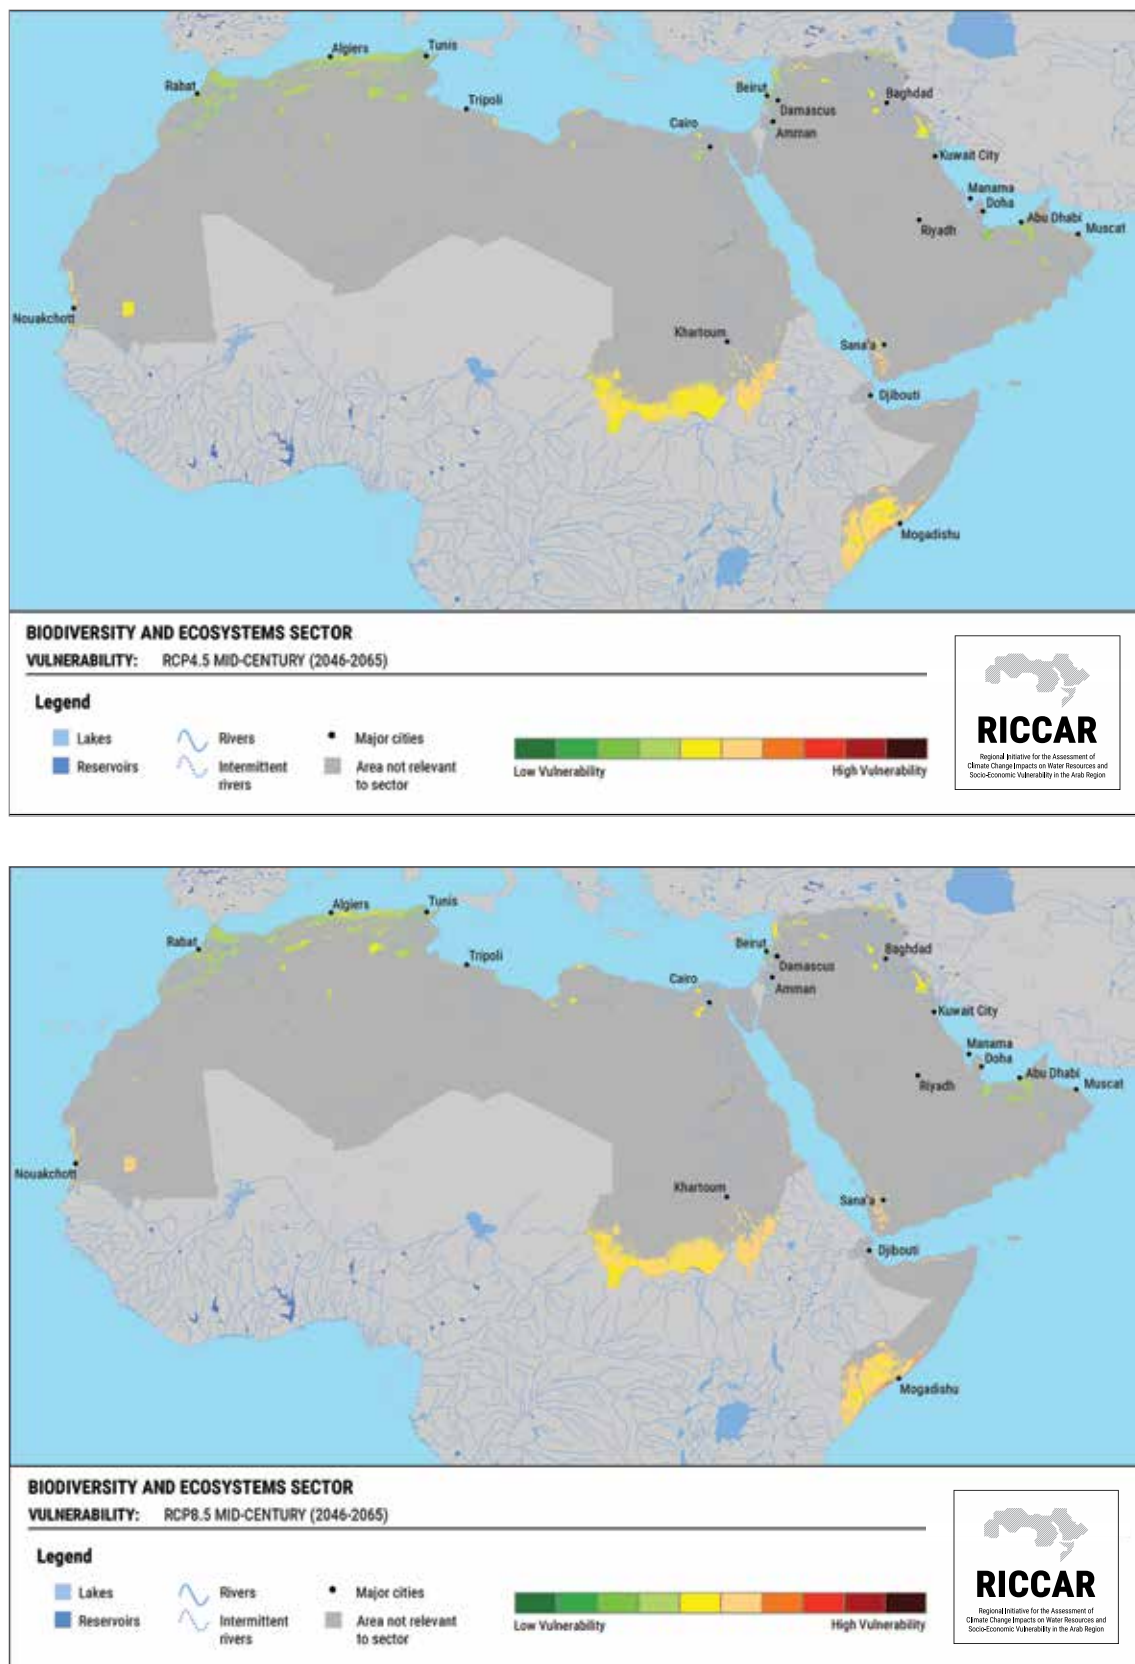 Algiers
Tunis
Rabat
Tripoli
Beirut
Damascus
Baghdad
Cairo
Amman
Kuwait City
Manama
Doha
Abu Dhabi
Riyadh
Muscat
Nouakchott
Khartoum
Sana'a
Djibouti
Mogadishu
BIODIVERSITY AND ECOSYSTEMS SECTOR
VULNERABILITY: RCP4.5 MID-CENTURY (2046-2065)
Legend
Lakes
Reservoirs
Rivers
Intermittent
rivers
Major cities
Area not relevant
to sector
Low Vulnerability
High Vulnerability
RICCAR
Regional Initiative for the Assessment of
Climate Change Impacts on Water Resources and
Socio-Economic Vulnerability in the Arab Region
Algiers
Tunis
Rabat
Tripoli
Beirut
Damascus
Baghdad
Cairo
Amman
Kuwait City
Manama
Doha
Abu Dhabi
Riyadh
Muscat
Nouakchott
Khartoum
Sana'a
Djibouti
Mogadishu
BIODIVERSITY AND ECOSYSTEMS SECTOR
VULNERABILITY: RCP8.5 MID-CENTURY (2046-2065)
Legend
Lakes
Reservoirs
Rivers
Intermittent
rivers
Major cities
Area not relevant
to sector
Low Vulnerability
High Vulnerability
RICCAR
Regional Initiative for the Assessment of
Climate Change Impacts on Water Resources and
Socio-Economic Vulnerability in the Arab Region